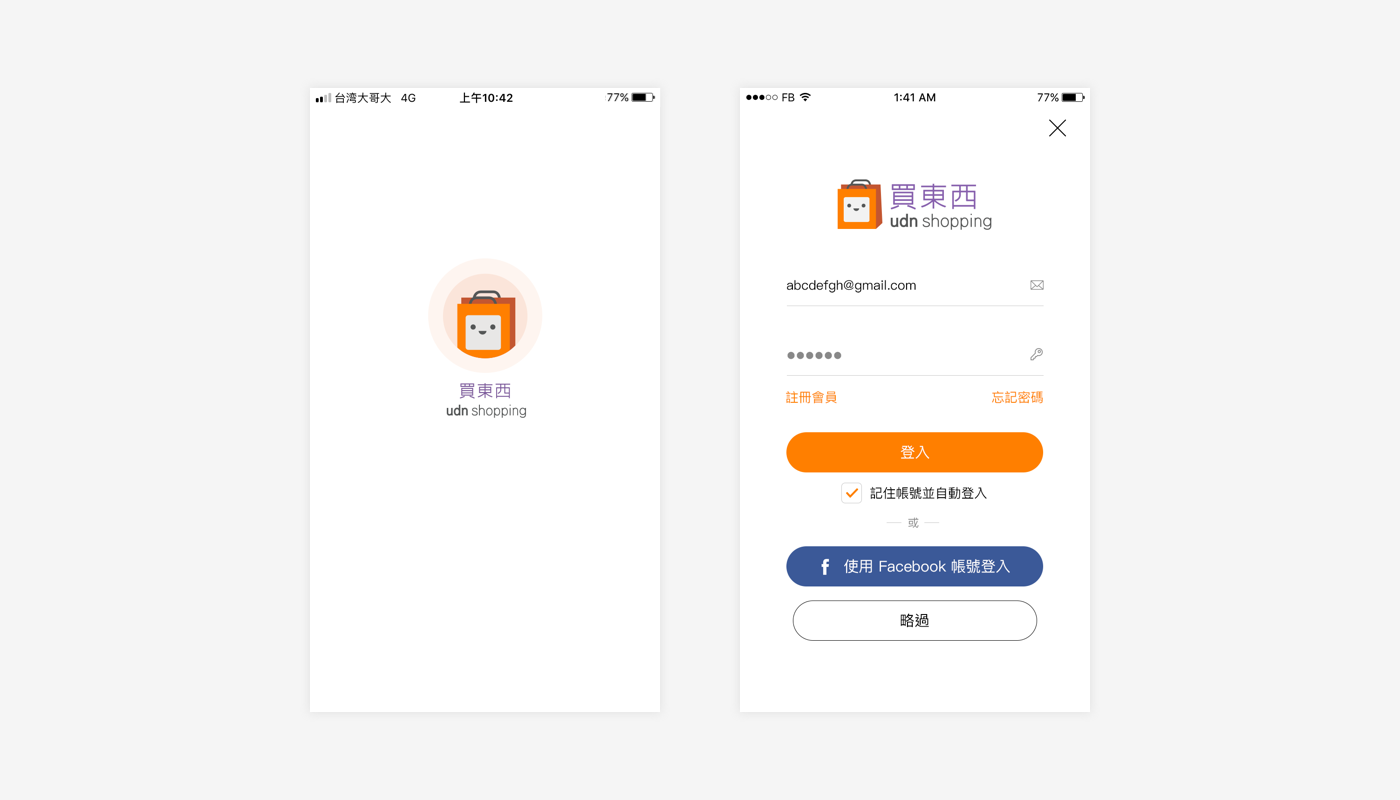 台湾大哥大 4G 上午10:42 77%
買東西
udn shopping
FB 1:41 AM 77%
買東西
udn shopping
abcdefgh@gmail.com
●●●●●●
註冊會員 忘記密碼
登入
記住帳號並自動登入
或
f 使用 Facebook 帳號登入
略過